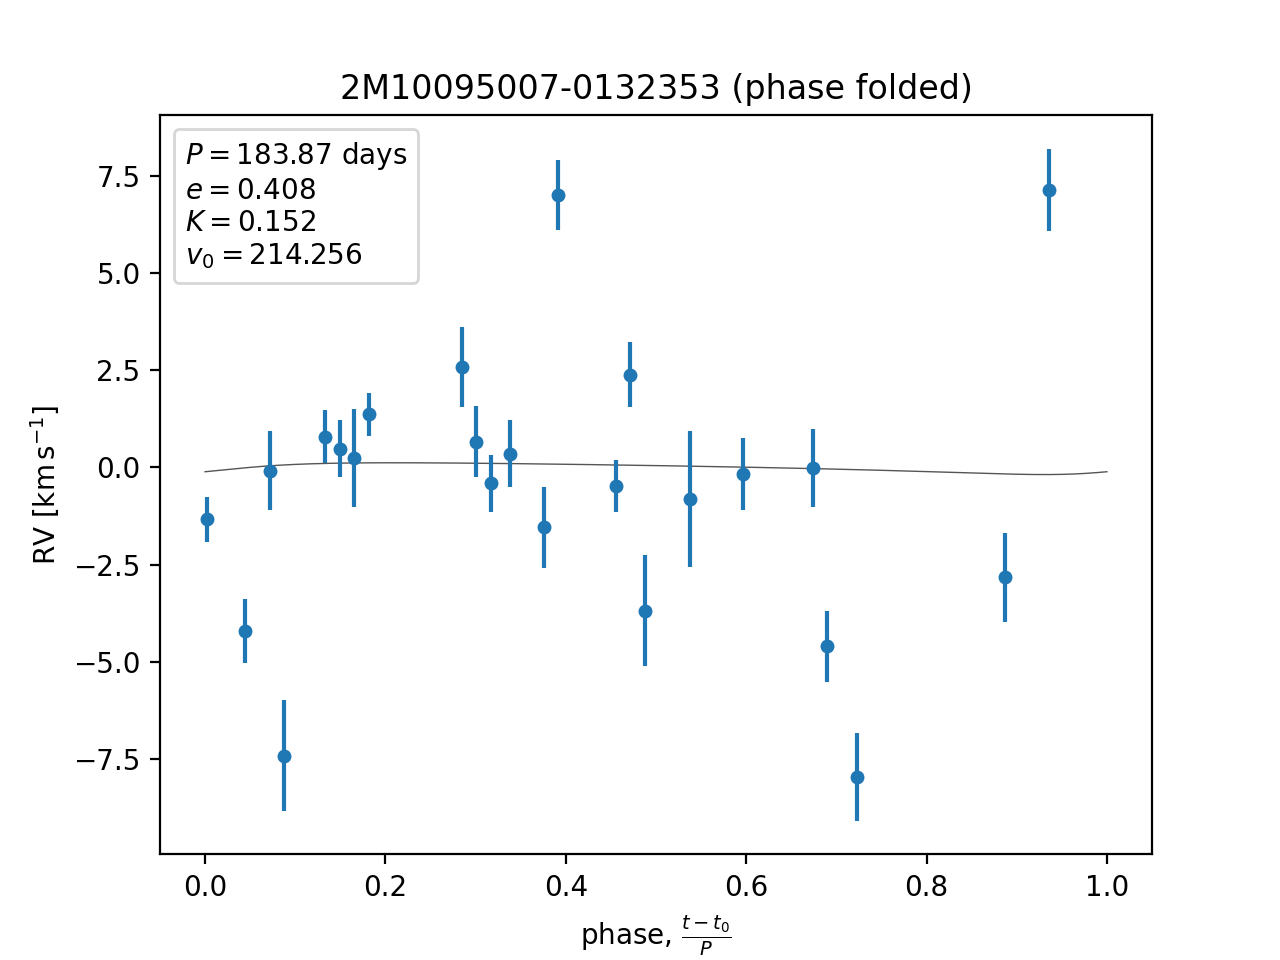 2M10095007-0132353 (phase folded)
P = 183.87 days
e = 0.408
K = 0.152
v₀ = 214.256
7.5
5.0
2.5
0.0
−2.5
−5.0
−7.5
RV [km s⁻¹]
0.0 0.2 0.4 0.6 0.8 1.0
phase, (t − t₀)/P